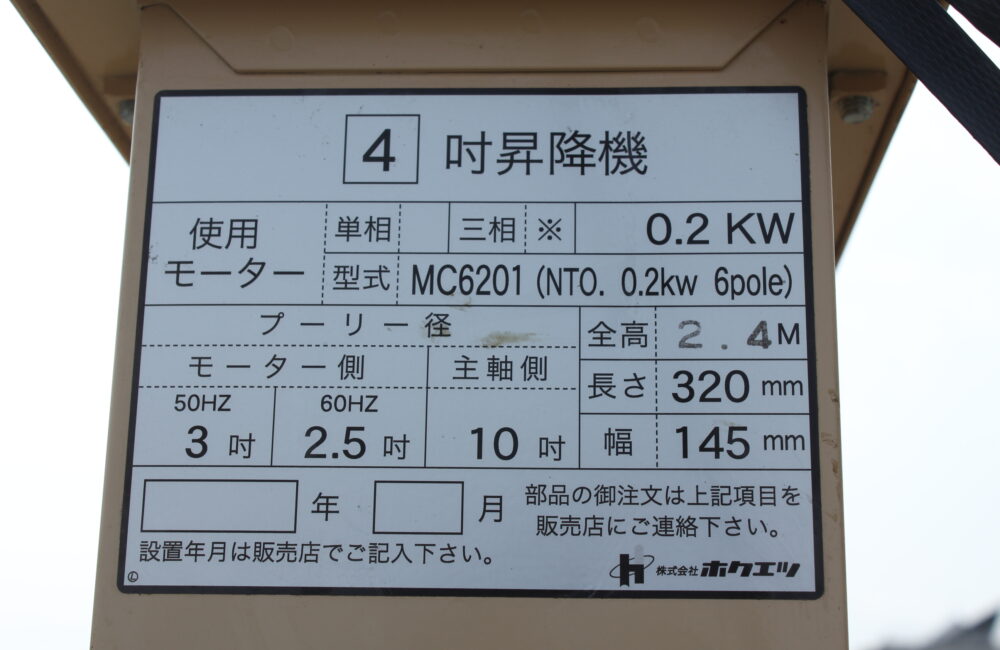 4 吋昇降機
使用モーター 単相 三相 ※ 0.2 KW
型式 MC6201 (NTO. 0.2kw 6pole)
プーリー径
モーター側 主軸側
50HZ 60HZ
3 吋 2.5 吋 10 吋
全高 2.4M
長さ 320 mm
幅 145 mm
年 月
設置年月は販売店でご記入下さい。
部品の御注文は上記項目を
販売店にご連絡下さい。
Ⓛ
h 株式会社ホクエツ